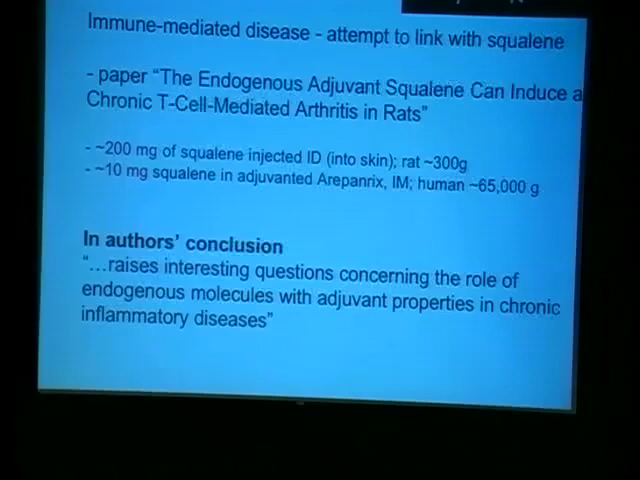 Immune-mediated disease - attempt to link with squalene
- paper "The Endogenous Adjuvant Squalene Can Induce a
Chronic T-Cell-Mediated Arthritis in Rats"
- ~200 mg of squalene injected ID (into skin); rat ~300g
- ~10 mg squalene in adjuvanted Arepanrix, IM; human ~65,000 g
In authors' conclusion
"…raises interesting questions concerning the role of
endogenous molecules with adjuvant properties in chronic
inflammatory diseases"